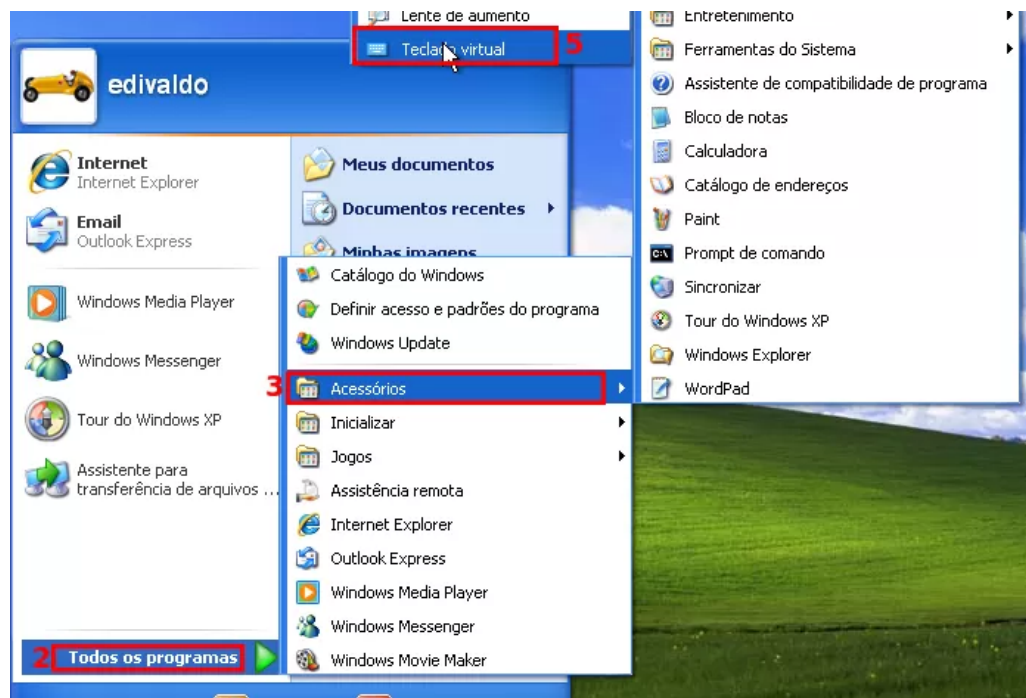 Lente de aumento
Teclado virtual
5
Entretenimento
Ferramentas do Sistema
Assistente de compatibilidade de programa
Bloco de notas
Calculadora
Catálogo de endereços
Paint
Prompt de comando
Sincronizar
Tour do Windows XP
Windows Explorer
WordPad
edivaldo
Internet
Internet Explorer
Email
Outlook Express
Windows Media Player
Windows Messenger
Tour do Windows XP
Assistente para
transferência de arquivos ...
2
Todos os programas
Meus documentos
Documentos recentes
Minhas imagens
Catálogo do Windows
Definir acesso e padrões do programa
Windows Update
3
Acessórios
Inicializar
Jogos
Assistência remota
Internet Explorer
Outlook Express
Windows Media Player
Windows Messenger
Windows Movie Maker